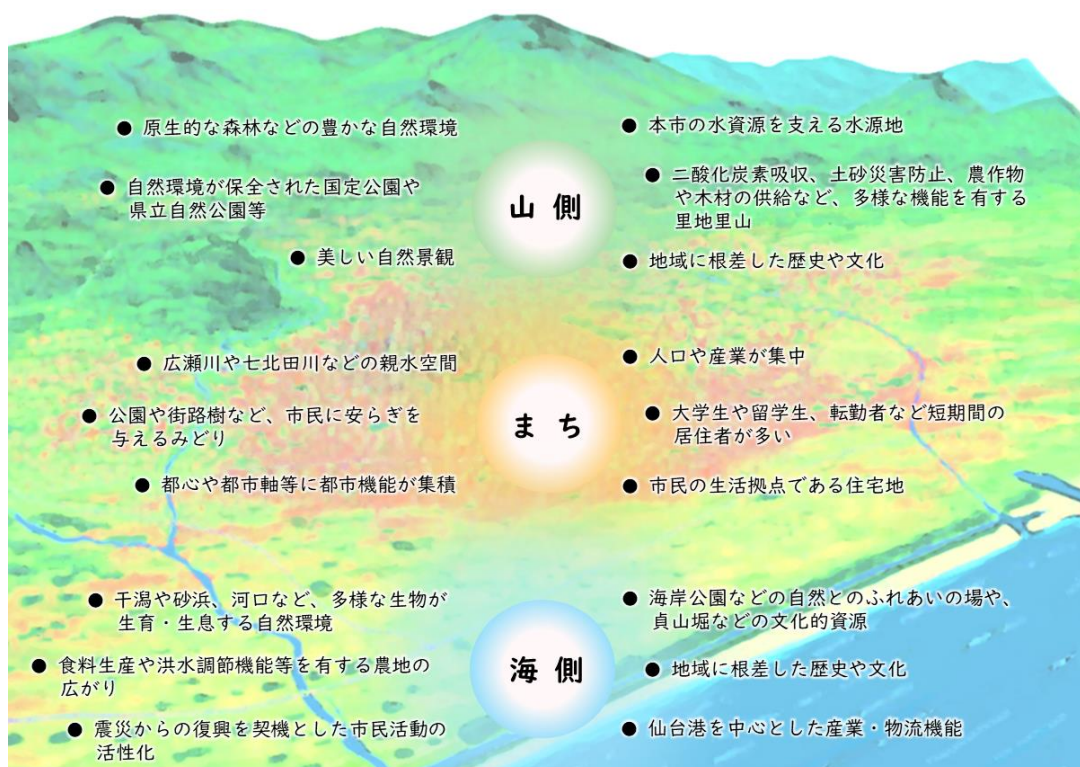 ● 原生的な森林などの豊かな自然環境
● 自然環境が保全された国定公園や
県立自然公園等
● 美しい自然景観
山側
● 本市の水資源を支える水源地
● 二酸化炭素吸収、土砂災害防止、農作物
や木材の供給など、多様な機能を有する
里地里山
● 地域に根差した歴史や文化
● 広瀬川や七北田川などの親水空間
● 公園や街路樹など、市民に安らぎを
与えるみどり
● 都心や都市軸等に都市機能が集積
まち
● 人口や産業が集中
● 大学生や留学生、転勤者など短期間の
居住者が多い
● 市民の生活拠点である住宅地
● 干潟や砂浜、河口など、多様な生物が
生育・生息する自然環境
● 食料生産や洪水調節機能等を有する農地の
広がり
● 震災からの復興を契機とした市民活動の
活性化
海側
● 海岸公園などの自然とのふれあいの場や、
貞山堀などの文化的資源
● 地域に根差した歴史や文化
● 仙台港を中心とした産業・物流機能